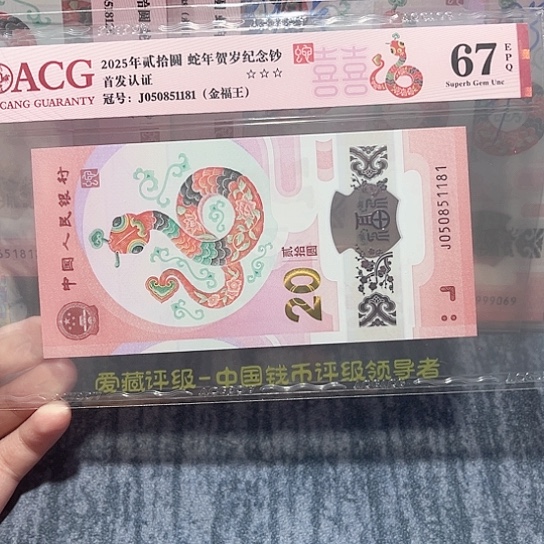 ACG
CANG GUARANTY
2025年贰拾圆 蛇年贺岁纪念钞
首发认证
☆☆☆
冠号：J050851181（金福王）
67
EPQ
Superb Gem Unc
中国人民银行
贰拾圆
20
J050851181
爱藏评级-中国钱币评级领导者
999069